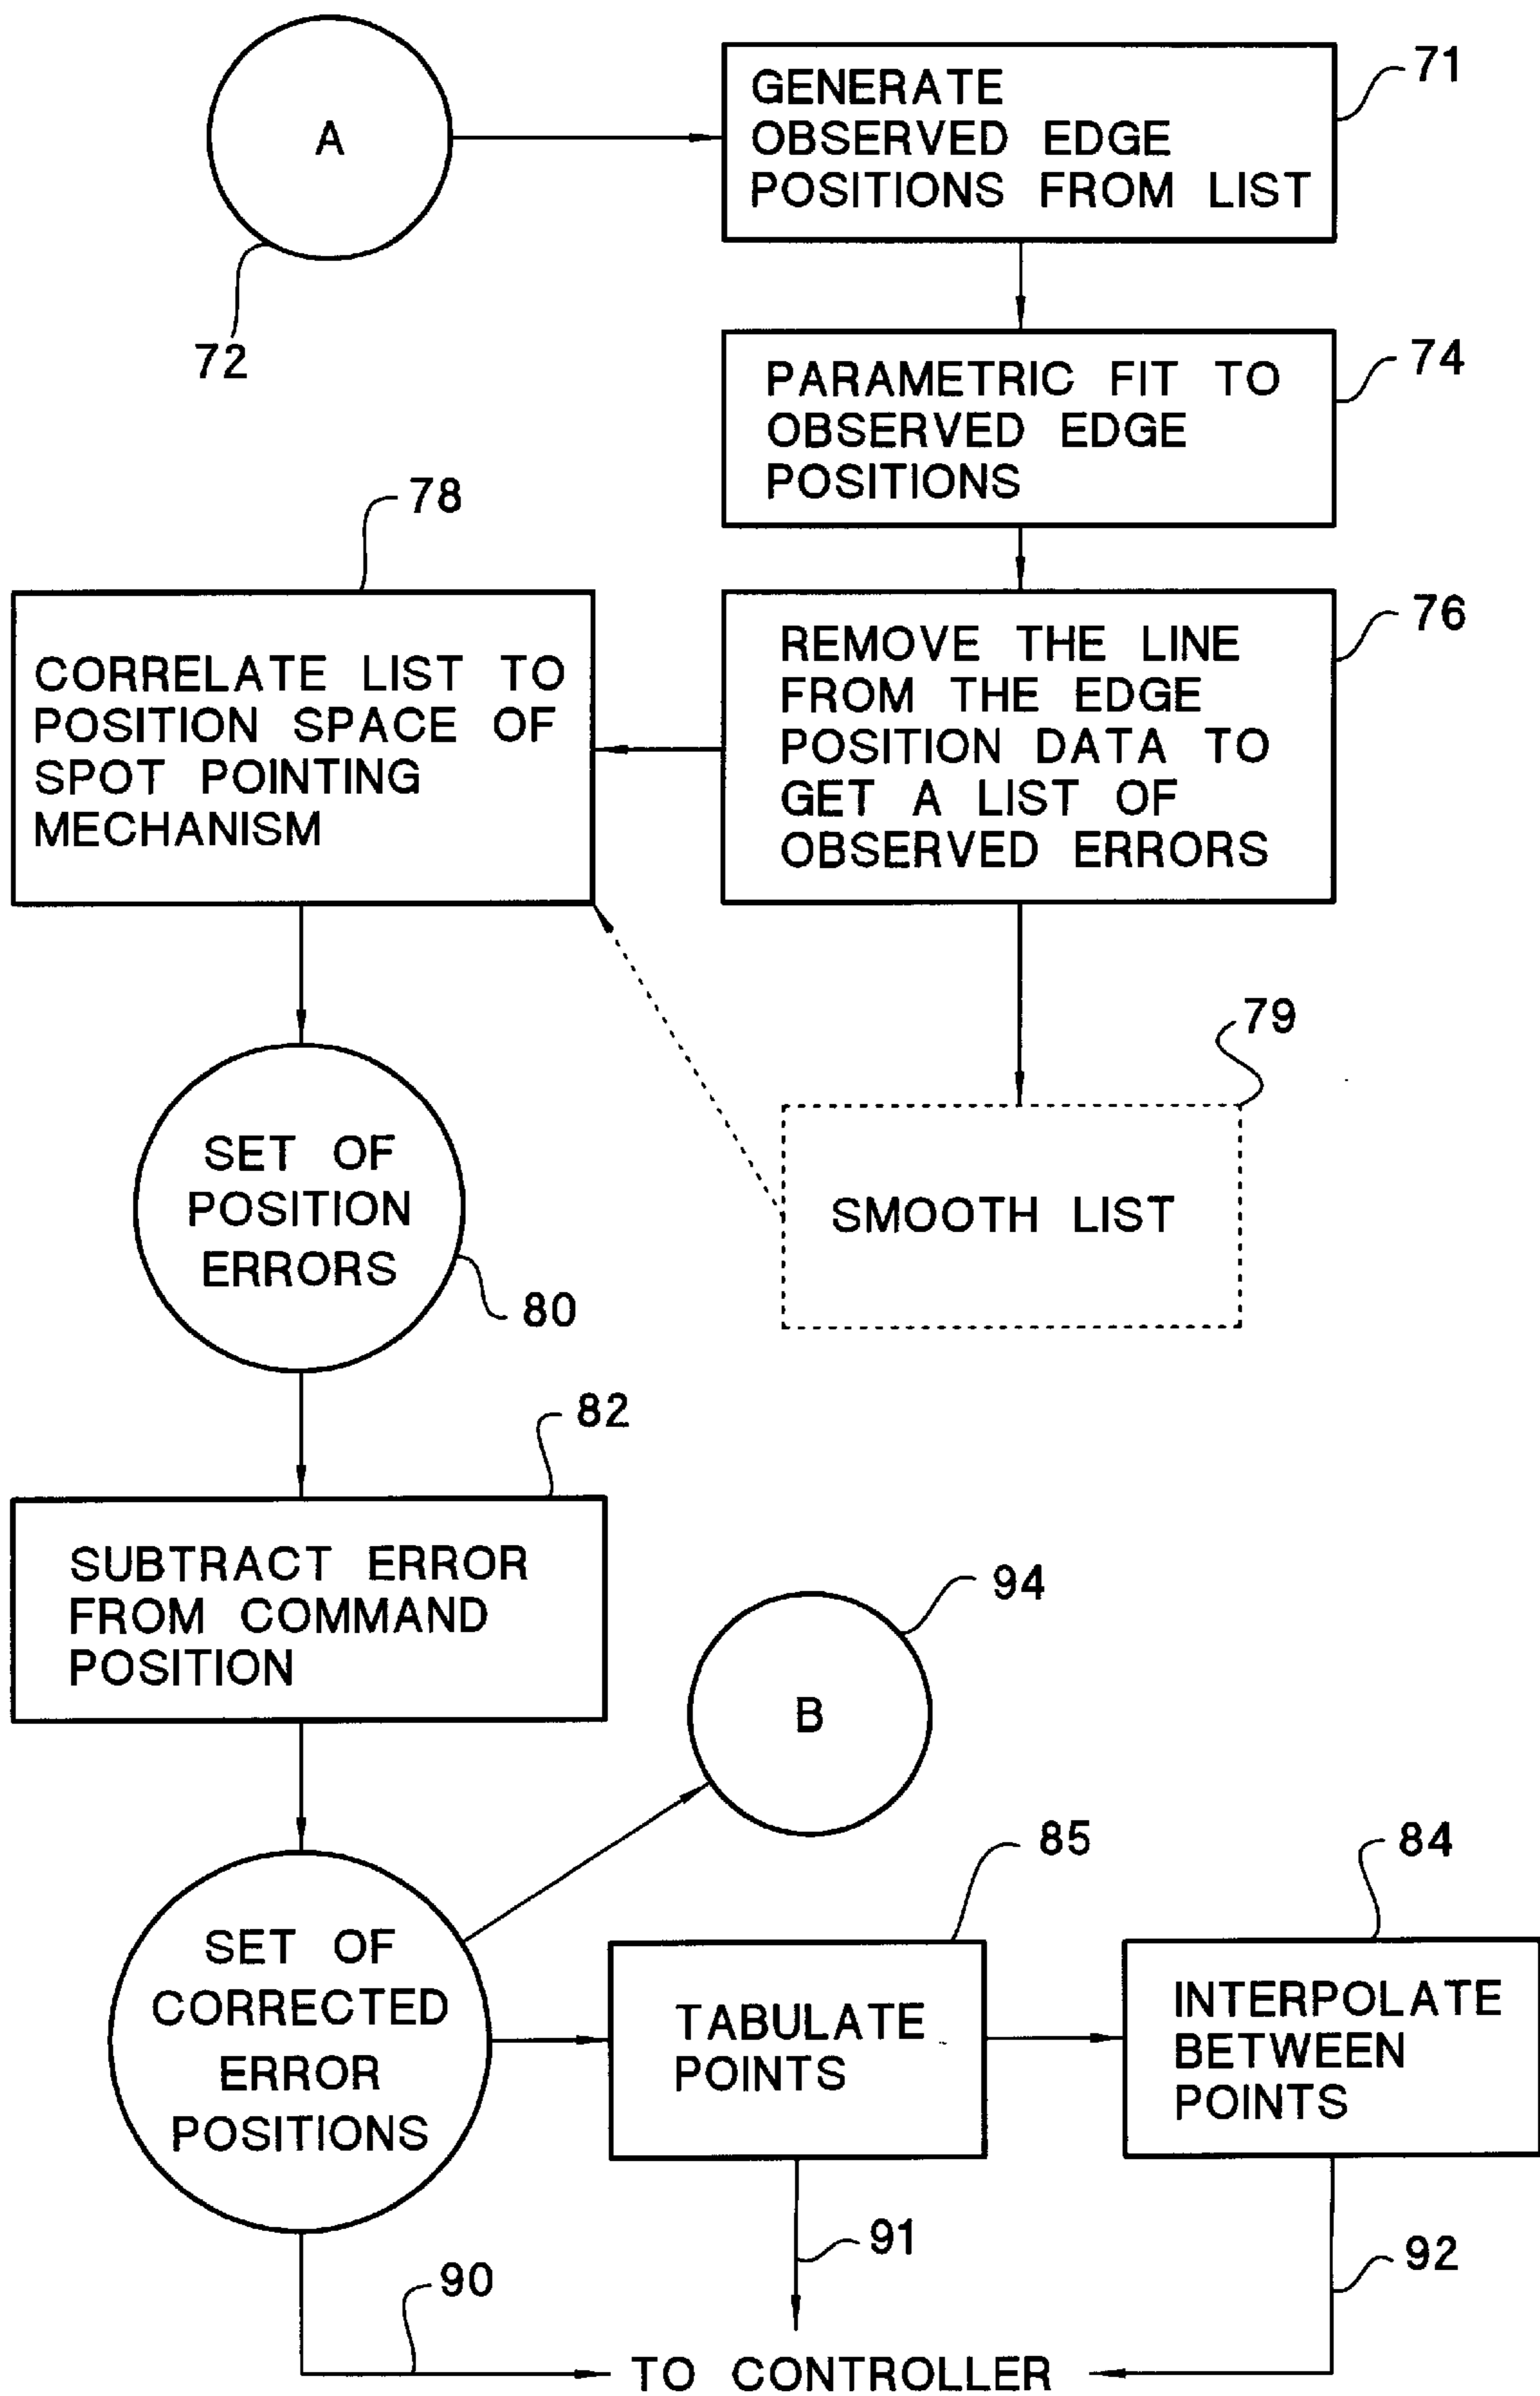 A
72
GENERATE
OBSERVED EDGE
POSITIONS FROM LIST
71
PARAMETRIC FIT TO
OBSERVED EDGE
POSITIONS
74
78
CORRELATE LIST TO
POSITION SPACE OF
SPOT POINTING
MECHANISM
REMOVE THE LINE
FROM THE EDGE
POSITION DATA TO
GET A LIST OF
OBSERVED ERRORS
76
79
SMOOTH LIST
SET OF
POSITION
ERRORS
80
82
SUBTRACT ERROR
FROM COMMAND
POSITION
94
B
SET OF
CORRECTED
ERROR
POSITIONS
85
TABULATE
POINTS
84
INTERPOLATE
BETWEEN
POINTS
90
91
92
TO CONTROLLER